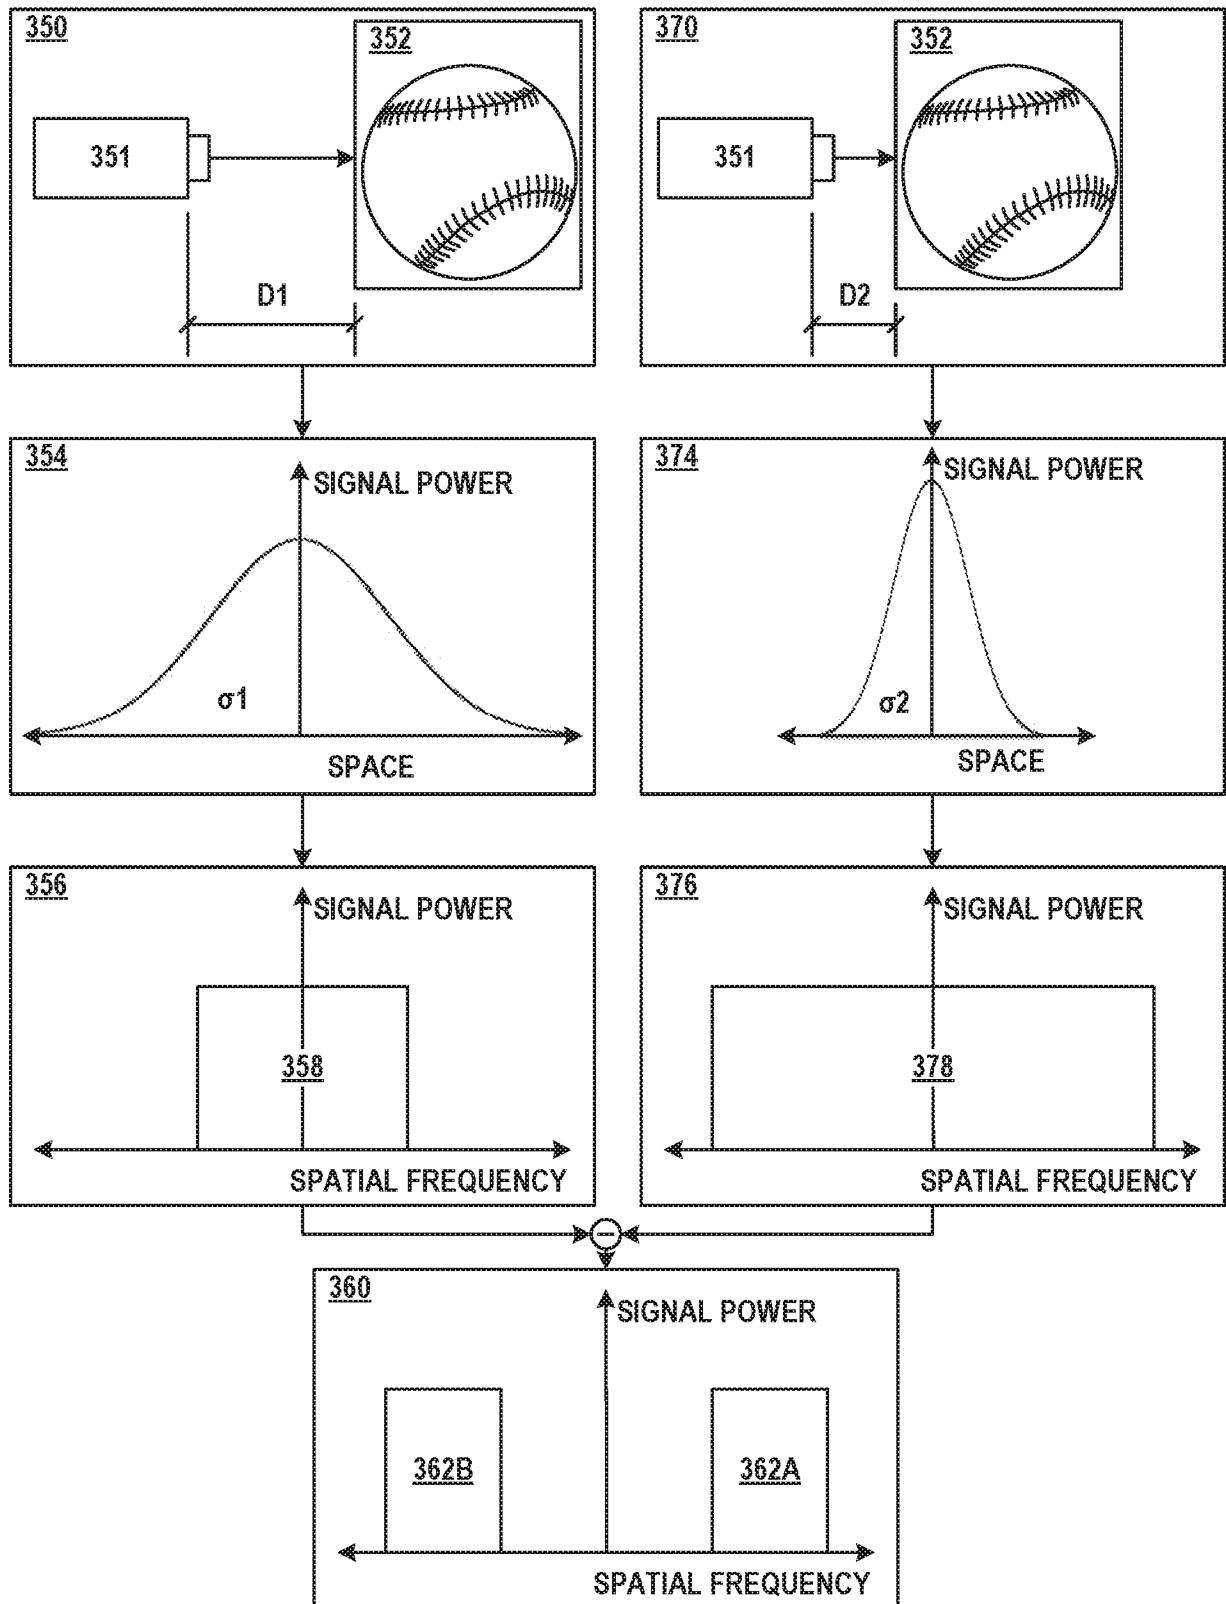 350
352
351
D1
370
352
351
D2
354
SIGNAL POWER
σ1
SPACE
374
SIGNAL POWER
σ2
SPACE
356
SIGNAL POWER
358
SPATIAL FREQUENCY
376
SIGNAL POWER
378
SPATIAL FREQUENCY
−
360
SIGNAL POWER
362B
362A
SPATIAL FREQUENCY